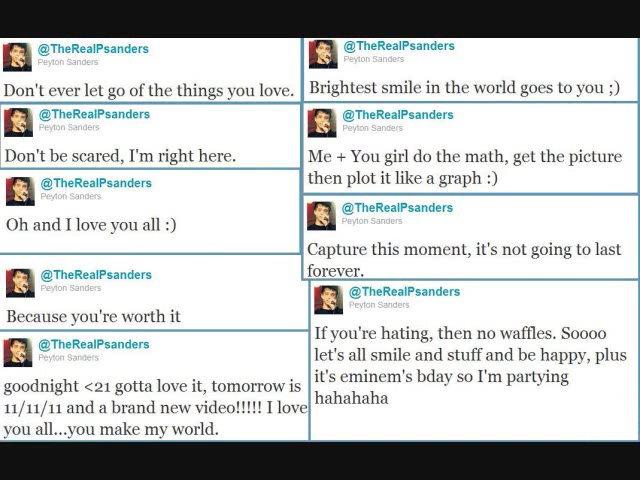 @TheRealPsanders
Peyton Sanders
Don't ever let go of the things you love.
@TheRealPsanders
Peyton Sanders
Don't be scared, I'm right here.
@TheRealPsanders
Peyton Sanders
Oh and I love you all :)
@TheRealPsanders
Peyton Sanders
Because you're worth it
@TheRealPsanders
Peyton Sanders
goodnight <21 gotta love it, tomorrow is
11/11/11 and a brand new video!!!!! I love
you all...you make my world.
@TheRealPsanders
Peyton Sanders
Brightest smile in the world goes to you ;)
@TheRealPsanders
Peyton Sanders
Me + You girl do the math, get the picture
then plot it like a graph :)
@TheRealPsanders
Peyton Sanders
Capture this moment, it's not going to last
forever.
@TheRealPsanders
Peyton Sanders
If you're hating, then no waffles. Soooo
let's all smile and stuff and be happy, plus
it's eminem's bday so I'm partying
hahahaha